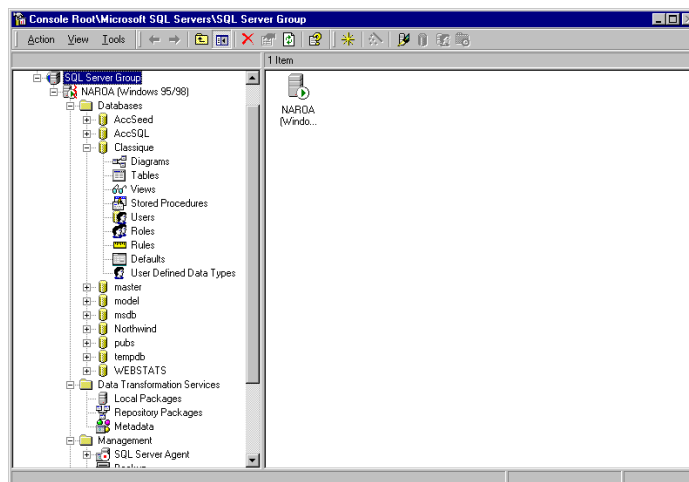 Console Root\Microsoft SQL Servers\SQL Server Group
Action View Tools
1 Item
SQL Server Group
NAROA (Windows 95/98)
Databases
AccSeed
AccSQL
Classique
Diagrams
Tables
Views
Stored Procedures
Users
Roles
Rules
Defaults
User Defined Data Types
master
model
msdb
Northwind
pubs
tempdb
WEBSTATS
Data Transformation Services
Local Packages
Repository Packages
Metadata
Management
SQL Server Agent
NAROA
(Windo...